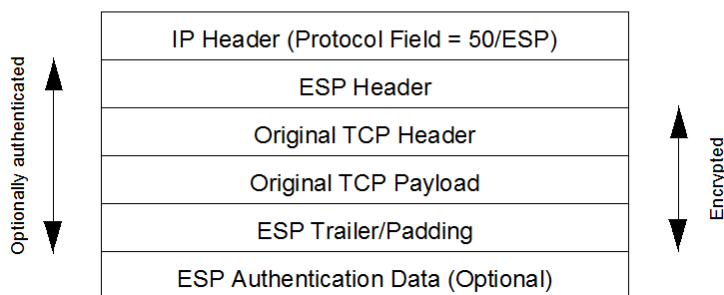 IP Header (Protocol Field = 50/ESP)
ESP Header
Original TCP Header
Original TCP Payload
ESP Trailer/Padding
ESP Authentication Data (Optional)
Optionally authenticated
Encrypted